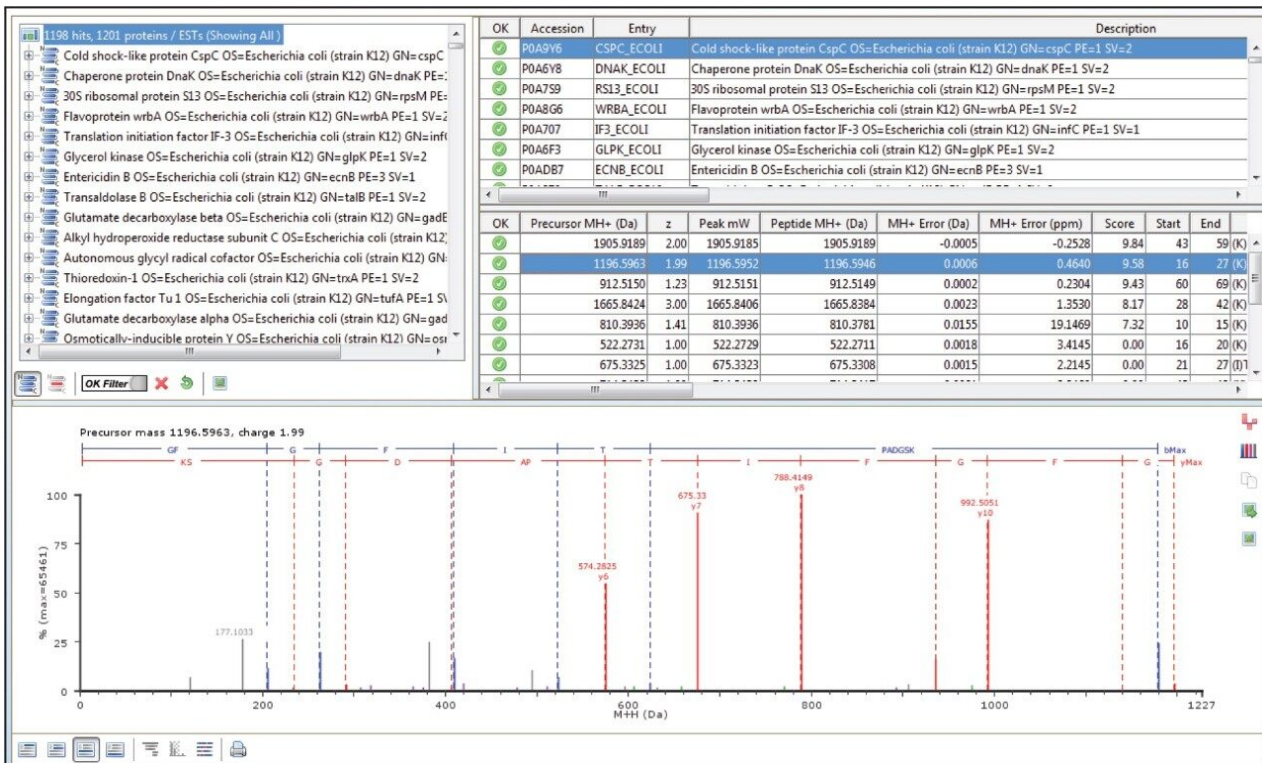 1198 hits, 1201 proteins / ESTs (Showing All )
Cold shock-like protein CspC OS=Escherichia coli (strain K12) GN=cspC
Chaperone protein DnaK OS=Escherichia coli (strain K12) GN=dnaK PE=1
30S ribosomal protein S13 OS=Escherichia coli (strain K12) GN=rpsM PE=
Flavoprotein wrbA OS=Escherichia coli (strain K12) GN=wrbA PE=1 SV=2
Translation initiation factor IF-3 OS=Escherichia coli (strain K12) GN=infC
Glycerol kinase OS=Escherichia coli (strain K12) GN=glpK PE=1 SV=2
Entericidin B OS=Escherichia coli (strain K12) GN=ecnB PE=3 SV=1
Transaldolase B OS=Escherichia coli (strain K12) GN=talB PE=1 SV=2
Glutamate decarboxylase beta OS=Escherichia coli (strain K12) GN=gadB
Alkyl hydroperoxide reductase subunit C OS=Escherichia coli (strain K12)
Autonomous glycyl radical cofactor OS=Escherichia coli (strain K12) GN=
Thioredoxin-1 OS=Escherichia coli (strain K12) GN=trxA PE=1 SV=2
Elongation factor Tu 1 OS=Escherichia coli (strain K12) GN=tufA PE=1 SV
Glutamate decarboxylase alpha OS=Escherichia coli (strain K12) GN=gad
Osmotically-inducible protein Y OS=Escherichia coli (strain K12) GN=osm
OK Filter
OK Accession Entry Description
P0A9Y6 CSPC_ECOLI Cold shock-like protein CspC OS=Escherichia coli (strain K12) GN=cspC PE=1 SV=2
P0A6Y8 DNAK_ECOLI Chaperone protein DnaK OS=Escherichia coli (strain K12) GN=dnaK PE=1 SV=2
P0A7S9 RS13_ECOLI 30S ribosomal protein S13 OS=Escherichia coli (strain K12) GN=rpsM PE=1 SV=2
P0A8G6 WRBA_ECOLI Flavoprotein wrbA OS=Escherichia coli (strain K12) GN=wrbA PE=1 SV=2
P0A707 IF3_ECOLI Translation initiation factor IF-3 OS=Escherichia coli (strain K12) GN=infC PE=1 SV=1
P0A6F3 GLPK_ECOLI Glycerol kinase OS=Escherichia coli (strain K12) GN=glpK PE=1 SV=2
P0ADB7 ECNB_ECOLI Entericidin B OS=Escherichia coli (strain K12) GN=ecnB PE=3 SV=1
OK Precursor MH+ (Da) z Peak mW Peptide MH+ (Da) MH+ Error (Da) MH+ Error (ppm) Score Start End
1905.9189 2.00 1905.9185 1905.9189 -0.0005 -0.2528 9.84 43 59 (K)
1196.5963 1.99 1196.5952 1196.5946 0.0006 0.4640 9.58 16 27 (K)
912.5150 1.23 912.5151 912.5149 0.0002 0.2304 9.43 60 69 (K)
1665.8424 3.00 1665.8406 1665.8384 0.0023 1.3530 8.17 28 42 (K)
810.3936 1.41 810.3936 810.3781 0.0155 19.1469 7.32 10 15 (K)
522.2731 1.00 522.2729 522.2711 0.0018 3.4145 0.00 16 20 (K)
675.3325 1.00 675.3323 675.3308 0.0015 2.2145 0.00 21 27 (I)T
Precursor mass 1196.5963, charge 1.99
GF G F I T PADGSK bMax
KS G D AP T I F G F G yMax
% (max=65461)
100
75
50
25
0
177.1033
574.2825
y6
675.33
y7
788.4149
y8
992.5051
y10
0 200 400 600 800 1000 1227
M+H (Da)